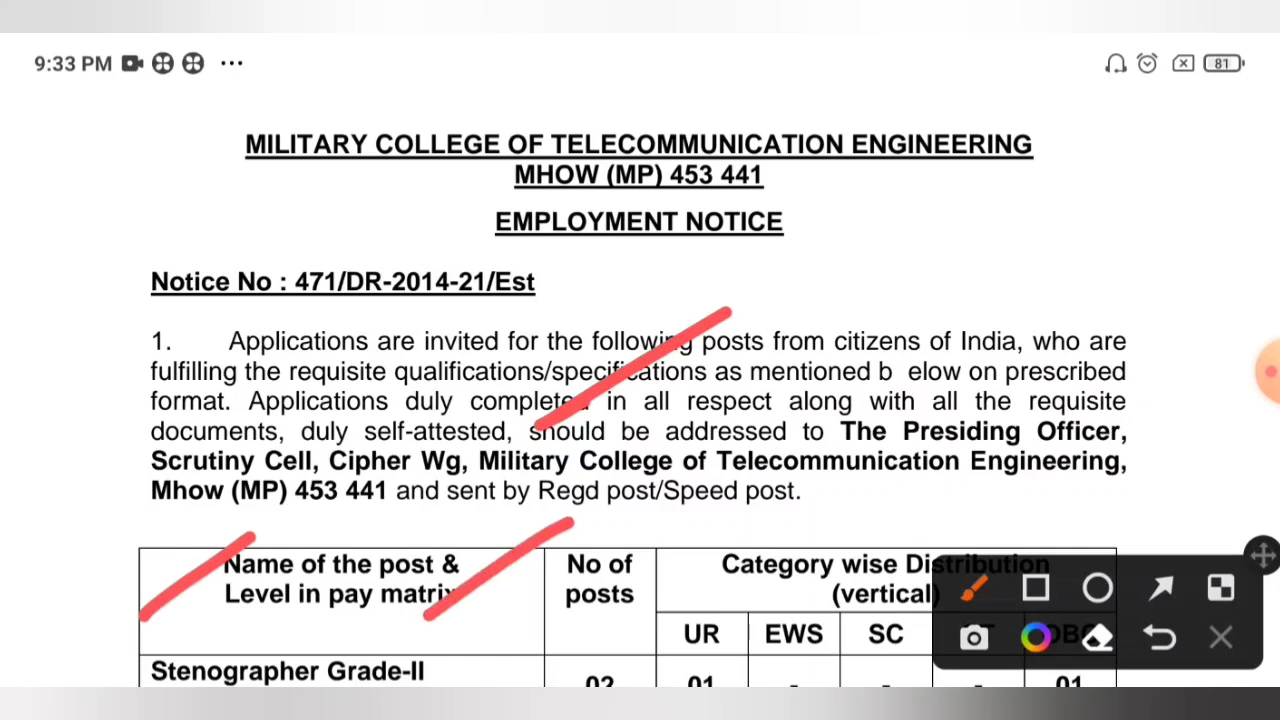 9:33 PM ... 81
MILITARY COLLEGE OF TELECOMMUNICATION ENGINEERING
MHOW (MP) 453 441
EMPLOYMENT NOTICE
Notice No : 471/DR-2014-21/Est
1. Applications are invited for the following posts from citizens of India, who are
fulfilling the requisite qualifications/specifications as mentioned b elow on prescribed
format. Applications duly completed in all respect along with all the requisite
documents, duly self-attested, should be addressed to The Presiding Officer,
Scrutiny Cell, Cipher Wg, Military College of Telecommunication Engineering,
Mhow (MP) 453 441 and sent by Regd post/Speed post.
Name of the post & No of Category wise Distribution
Level in pay matrix posts (vertical)
UR EWS SC OBC
Stenographer Grade-II
02 01 - - - 01